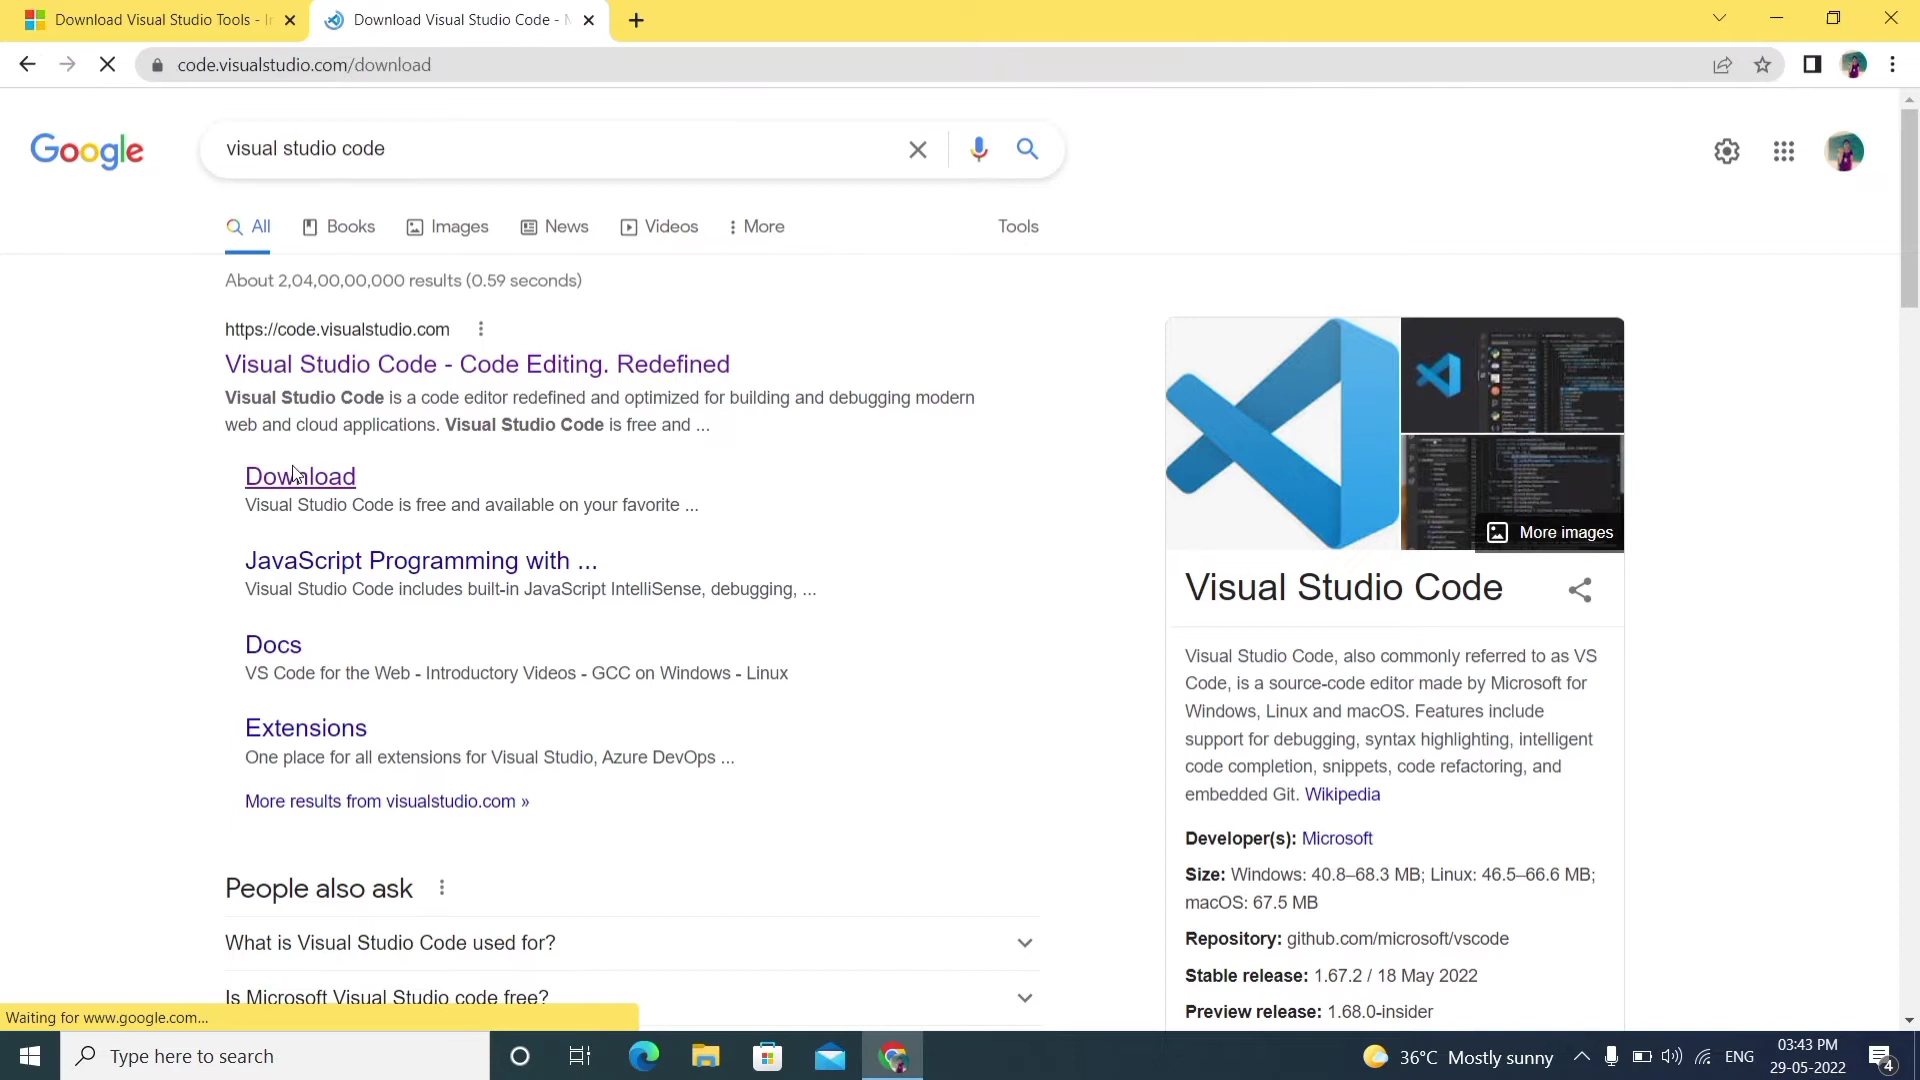 Download Visual Studio Tools - I
Download Visual Studio Code - M
code.visualstudio.com/download
Google
visual studio code
All
Books
Images
News
Videos
More
Tools
About 2,04,00,00,000 results (0.59 seconds)
https://code.visualstudio.com
Visual Studio Code - Code Editing. Redefined
Visual Studio Code is a code editor redefined and optimized for building and debugging modern
web and cloud applications. Visual Studio Code is free and ...
Download
Visual Studio Code is free and available on your favorite ...
JavaScript Programming with ...
Visual Studio Code includes built-in JavaScript IntelliSense, debugging, ...
Docs
VS Code for the Web - Introductory Videos - GCC on Windows - Linux
Extensions
One place for all extensions for Visual Studio, Azure DevOps ...
More results from visualstudio.com »
People also ask
What is Visual Studio Code used for?
Is Microsoft Visual Studio code free?
More images
Visual Studio Code
Visual Studio Code, also commonly referred to as VS
Code, is a source-code editor made by Microsoft for
Windows, Linux and macOS. Features include
support for debugging, syntax highlighting, intelligent
code completion, snippets, code refactoring, and
embedded Git. Wikipedia
Developer(s): Microsoft
Size: Windows: 40.8–68.3 MB; Linux: 46.5–66.6 MB;
macOS: 67.5 MB
Repository: github.com/microsoft/vscode
Stable release: 1.67.2 / 18 May 2022
Preview release: 1.68.0-insider
Waiting for www.google.com...
Type here to search
36°C Mostly sunny
ENG
03:43 PM
29-05-2022
4